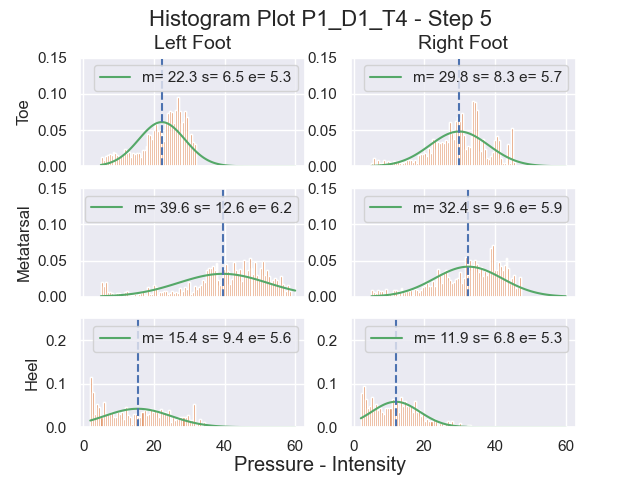 Histogram Plot P1_D1_T4 - Step 5
Left Foot
Right Foot
Toe
0.15
0.10
0.05
0.00
m= 22.3 s= 6.5 e= 5.3
0.15
0.10
0.05
0.00
m= 29.8 s= 8.3 e= 5.7
Metatarsal
0.15
0.10
0.05
0.00
m= 39.6 s= 12.6 e= 6.2
0.15
0.10
0.05
0.00
m= 32.4 s= 9.6 e= 5.9
Heel
0.2
0.1
0.0
m= 15.4 s= 9.4 e= 5.6
0 20 40 60
0.2
0.1
0.0
m= 11.9 s= 6.8 e= 5.3
0 20 40 60
Pressure - Intensity